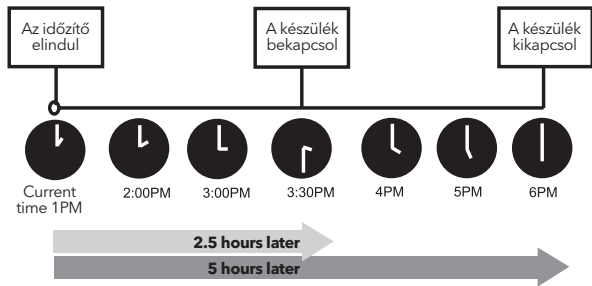 Az időzítő
elindul
A készülék
bekapcsol
A készülék
kikapcsol
Current
time 1PM
2:00PM
3:00PM
3:30PM
4PM
5PM
6PM
2.5 hours later
5 hours later